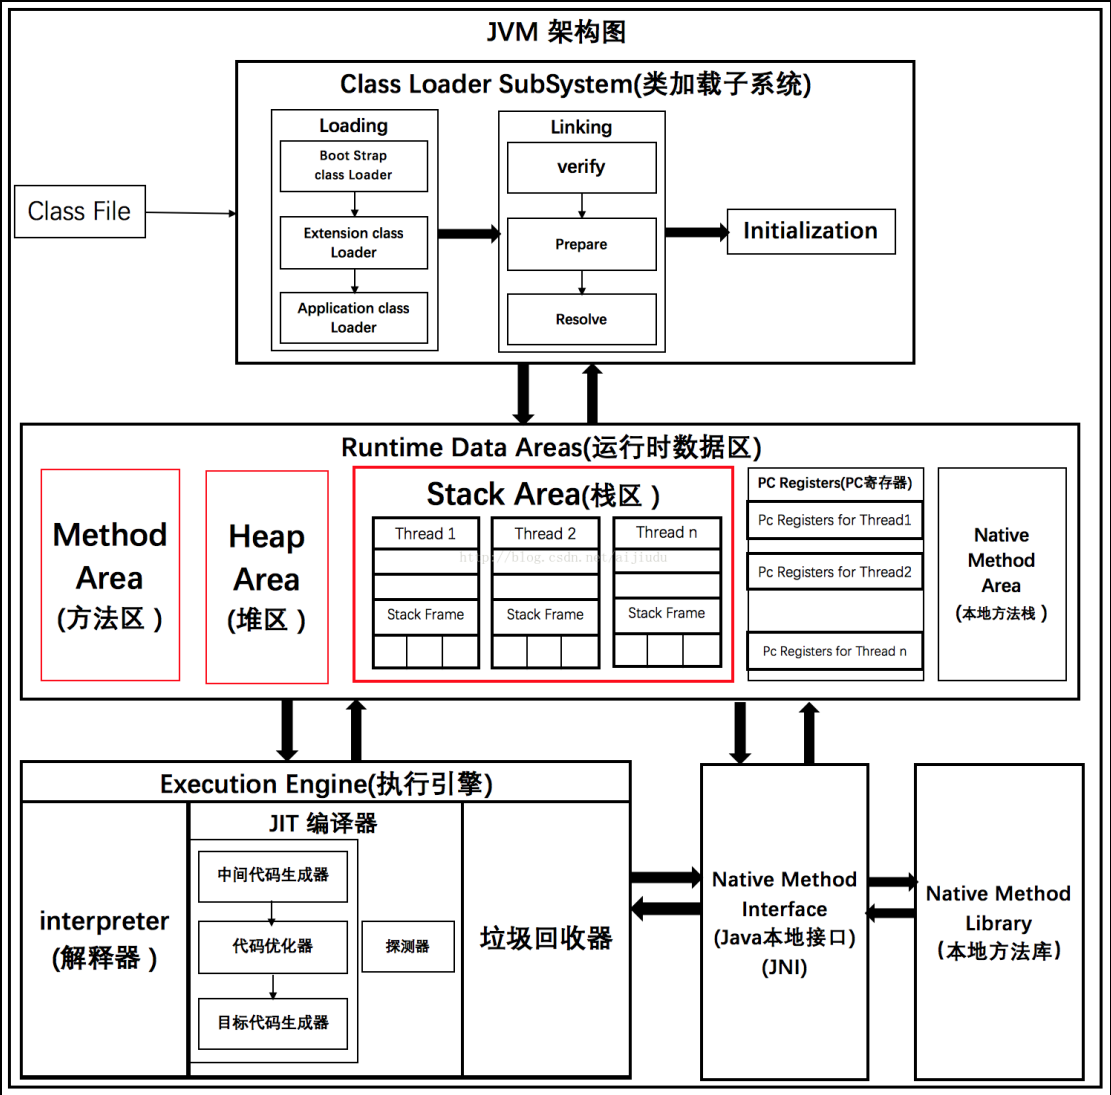 JVM 架构图
Class Loader SubSystem(类加载子系统)
Loading
Boot Strap
class Loader
Extension class
Loader
Application class
Loader
Linking
verify
Prepare
Resolve
Initialization
Class File
Runtime Data Areas(运行时数据区)
Method
Area
(方法区 )
Heap
Area
(堆区 )
Stack Area(栈区 )
Thread 1
Stack Frame
Thread 2
Stack Frame
Thread n
Stack Frame
http://blog.csdn.net/aijiudu
PC Registers(PC寄存器)
Pc Registers for Thread1
Pc Registers for Thread2
Pc Registers for Thread n
Native
Method
Area
(本地方法栈 )
Execution Engine(执行引擎)
interpreter
(解释器 )
JIT 编译器
中间代码生成器
代码优化器
目标代码生成器
探测器
垃圾回收器
Native Method
Interface
(Java本地接口)
(JNI)
Native Method
Library
(本地方法库)